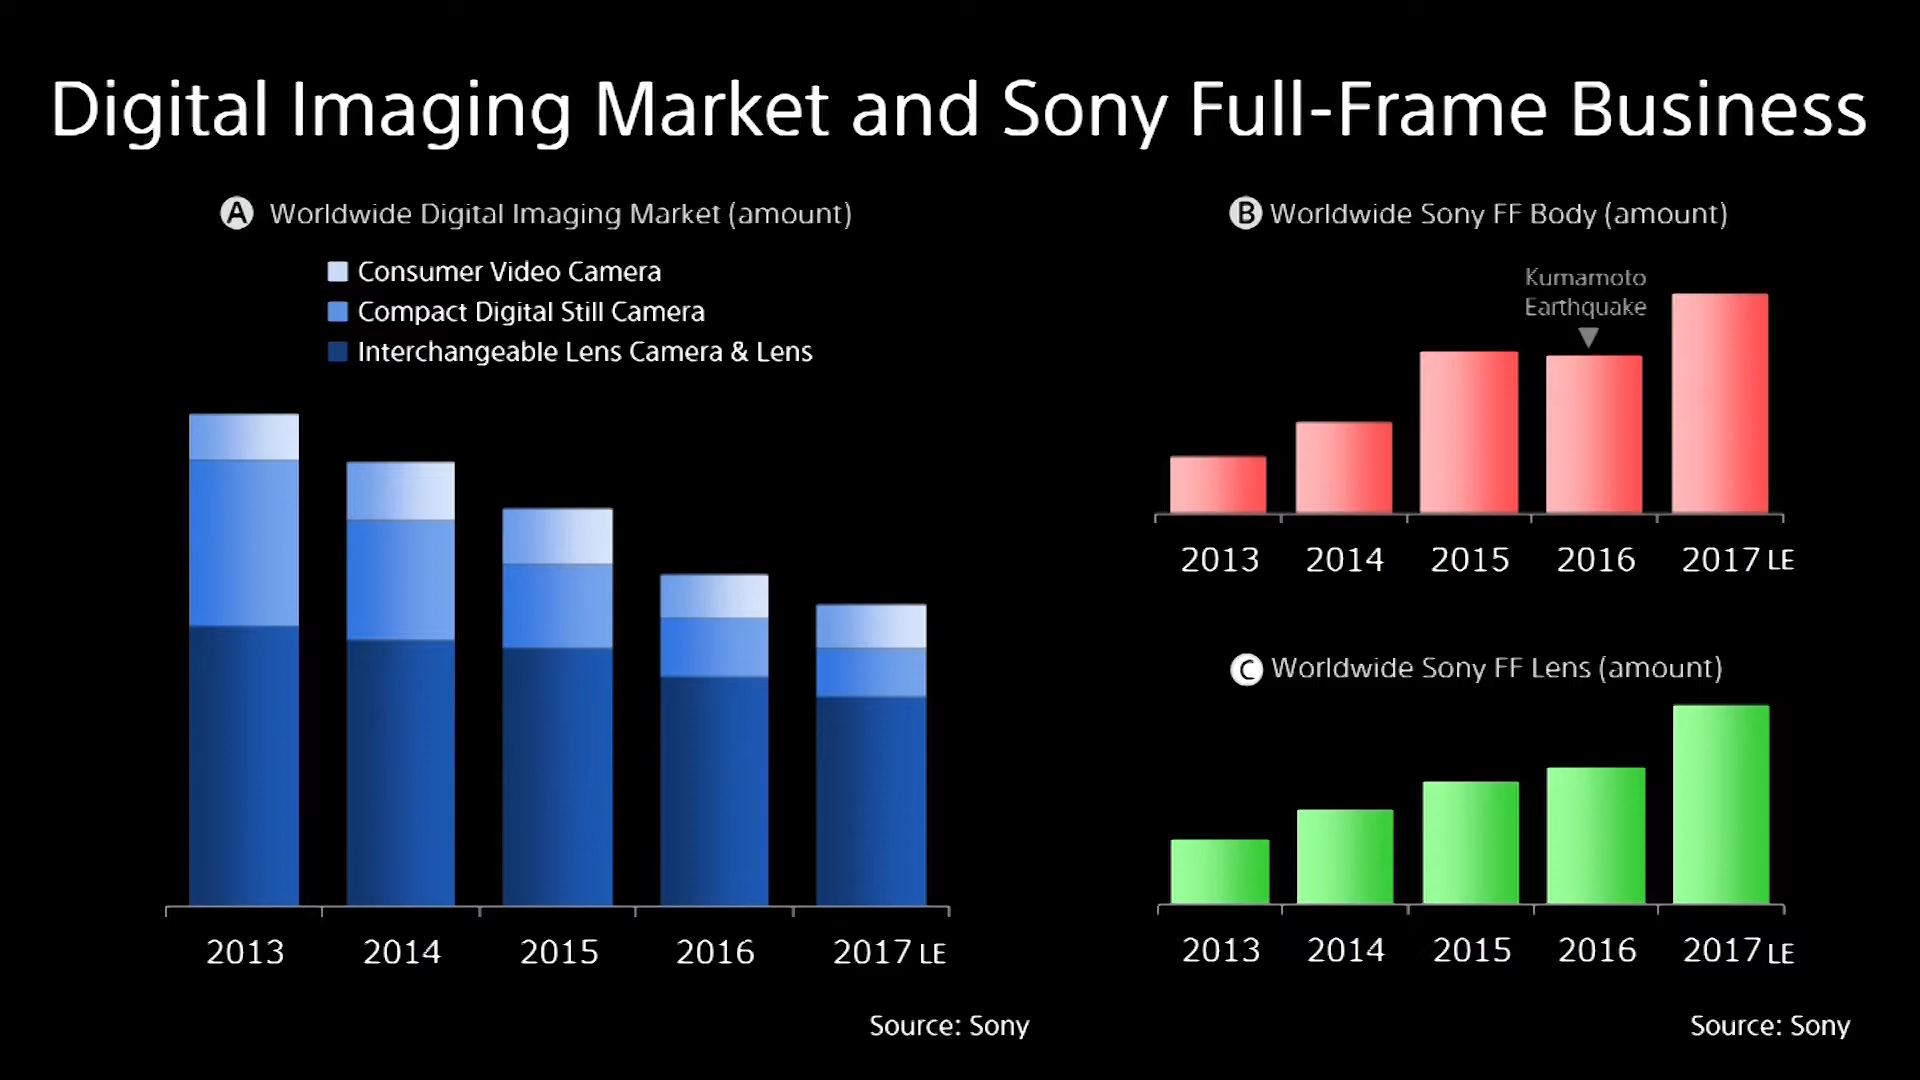 Digital Imaging Market and Sony Full-Frame Business
A Worldwide Digital Imaging Market (amount)
Consumer Video Camera
Compact Digital Still Camera
Interchangeable Lens Camera & Lens
2013 2014 2015 2016 2017 LE
Source: Sony
B Worldwide Sony FF Body (amount)
Kumamoto
Earthquake
2013 2014 2015 2016 2017 LE
C Worldwide Sony FF Lens (amount)
2013 2014 2015 2016 2017 LE
Source: Sony